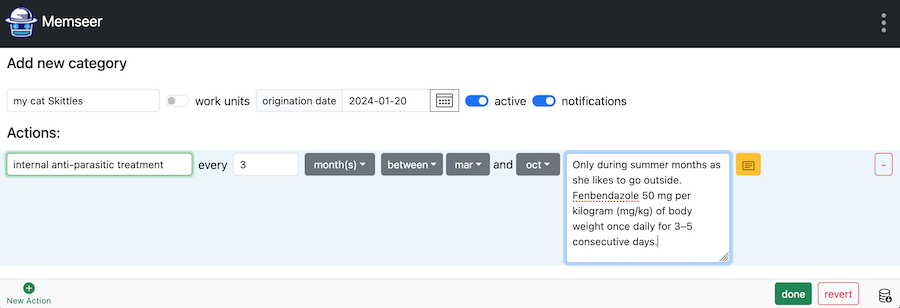 Memseer
Add new category
my cat Skittles work units origination date 2024-01-20 active notifications
Actions:
internal anti-parasitic treatment every 3 month(s) between mar and oct
Only during summer months as
she likes to go outside.
Fenbendazole 50 mg per
kilogram (mg/kg) of body
weight once daily for 3–5
consecutive days.
-
New Action
done revert